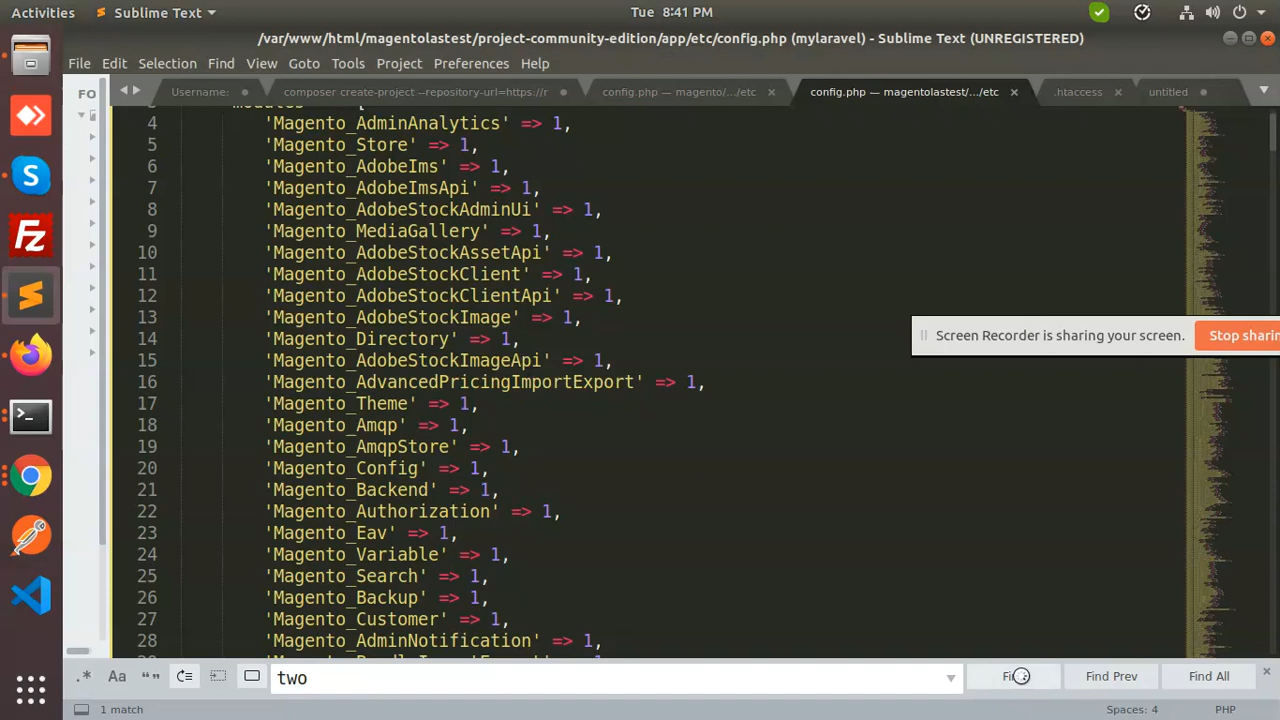 Activities Sublime Text Tue 8:41 PM
/var/www/html/magentolastest/project-community-edition/app/etc/config.php (mylaravel) - Sublime Text (UNREGISTERED)
File Edit Selection Find View Goto Tools Project Preferences Help
FO Username: composer create-project --repository-url=https://r config.php — magento/.../etc config.php — magentolastest/.../etc .htaccess untitled
4 'Magento_AdminAnalytics' => 1,
5 'Magento_Store' => 1,
6 'Magento_AdobeIms' => 1,
7 'Magento_AdobeImsApi' => 1,
8 'Magento_AdobeStockAdminUi' => 1,
9 'Magento_MediaGallery' => 1,
10 'Magento_AdobeStockAssetApi' => 1,
11 'Magento_AdobeStockClient' => 1,
12 'Magento_AdobeStockClientApi' => 1,
13 'Magento_AdobeStockImage' => 1,
Screen Recorder is sharing your screen. Stop sharin
14 'Magento_Directory' => 1,
15 'Magento_AdobeStockImageApi' => 1,
16 'Magento_AdvancedPricingImportExport' => 1,
17 'Magento_Theme' => 1,
18 'Magento_Amqp' => 1,
19 'Magento_AmqpStore' => 1,
20 'Magento_Config' => 1,
21 'Magento_Backend' => 1,
22 'Magento_Authorization' => 1,
23 'Magento_Eav' => 1,
24 'Magento_Variable' => 1,
25 'Magento_Search' => 1,
26 'Magento_Backup' => 1,
27 'Magento_Customer' => 1,
28 'Magento_AdminNotification' => 1,
.* Aa “” two Find Find Prev Find All
1 match Spaces: 4 PHP